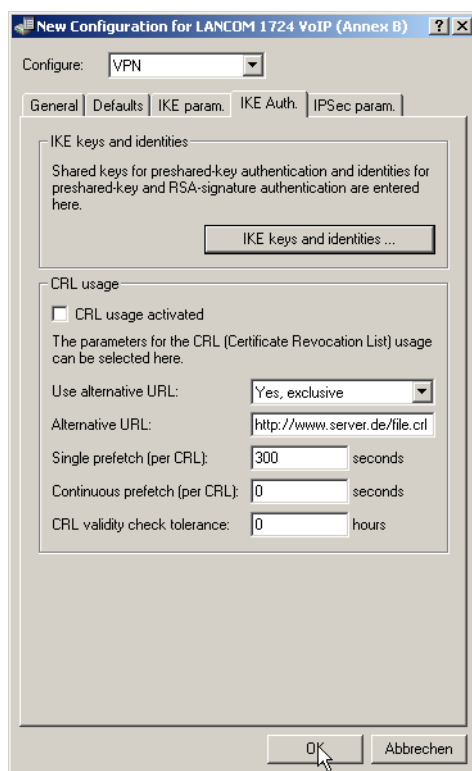 New Configuration for LANCOM 1724 VoIP (Annex B)
Configure: VPN
General Defaults IKE param. IKE Auth. IPSec param.
IKE keys and identities
Shared keys for preshared-key authentication and identities for
preshared-key and RSA-signature authentication are entered
here.
IKE keys and identities ...
CRL usage
CRL usage activated
The parameters for the CRL (Certificate Revocation List) usage
can be selected here.
Use alternative URL: Yes, exclusive
Alternative URL: http://www.server.de/file.crl
Single prefetch (per CRL): 300 seconds
Continuous prefetch (per CRL): 0 seconds
CRL validity check tolerance: 0 hours
OK Abbrechen